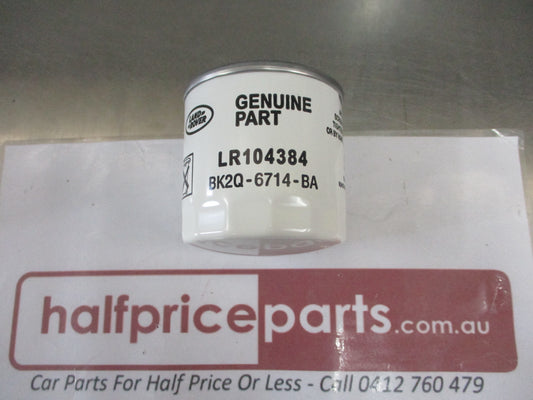 LAND ROVER
GENUINE
PART
LR104384
BK2Q-6714-BA
halfpriceparts.com.au
Car Parts For Half Price Or Less - Call 0412 760 479